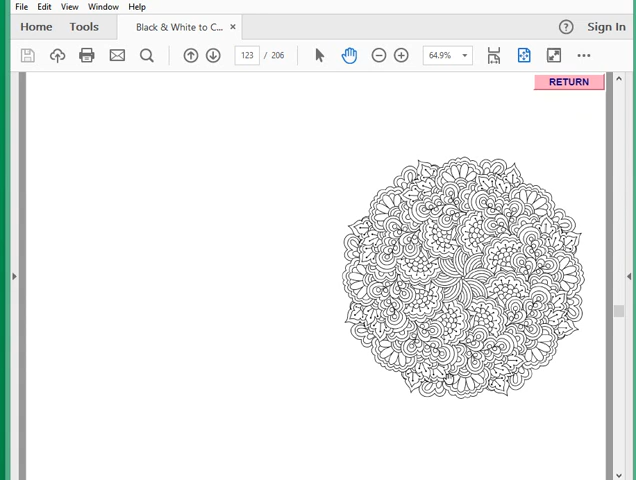 File Edit View Window Help
Home Tools Black & White to C... × Sign In
123 / 206 64.9%
RETURN